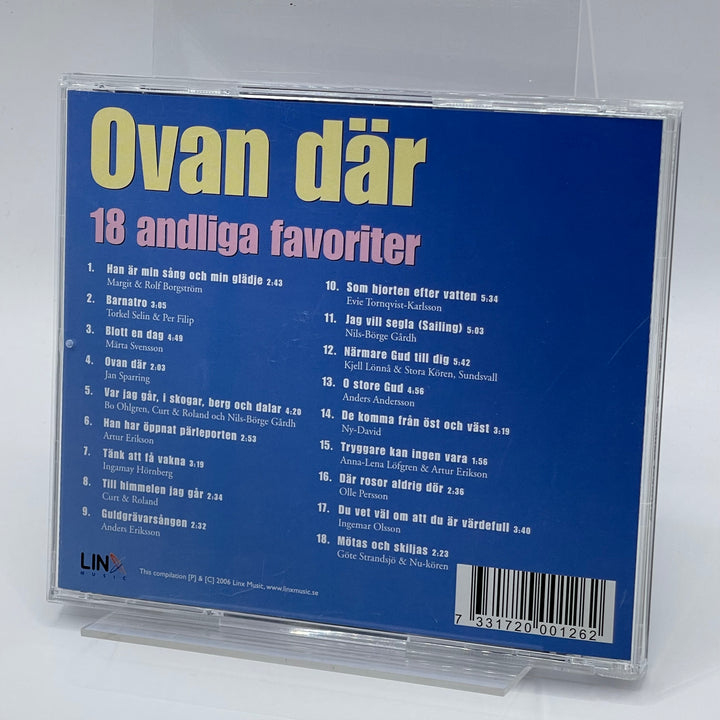 Ovan där
18 andliga favoriter
1. Han är min sång och min glädje 2:43
Margit & Rolf Borgström
2. Barnatro 3:05
Torkel Selin & Per Filip
3. Blott en dag 4:49
Märta Svensson
4. Ovan där 2:03
Jan Sparring
5. Var jag går, i skogar, berg och dalar 4:20
Bo Ohlgren, Curt & Roland och Nils-Börge Gårdh
6. Han har öppnat pärleporten 2:53
Artur Erikson
7. Tänk att få vakna 3:19
Ingamay Hörnberg
8. Till himmelen jag går 2:34
Curt & Roland
9. Guldgrävarsången 2:32
Anders Eriksson
10. Som hjorten efter vatten 5:34
Evie Tornqvist-Karlsson
11. Jag vill segla (Sailing) 5:03
Nils-Börge Gårdh
12. Närmare Gud till dig 5:42
Kjell Lönnå & Stora Kören, Sundsvall
13. O store Gud 4:56
Anders Andersson
14. De komma från öst och väst 3:19
Ny-David
15. Tryggare kan ingen vara 1:56
Anna-Lena Löfgren & Artur Erikson
16. Där rosor aldrig dör 2:36
Olle Persson
17. Du vet väl om att du är värdefull 3:40
Ingemar Olsson
18. Mötas och skiljas 2:23
Göte Strandsjö & Nu-kören
LINX
MUSIC
This compilation [P] & [C] 2006 Linx Music, www.linxmusic.se
7 331720 001262